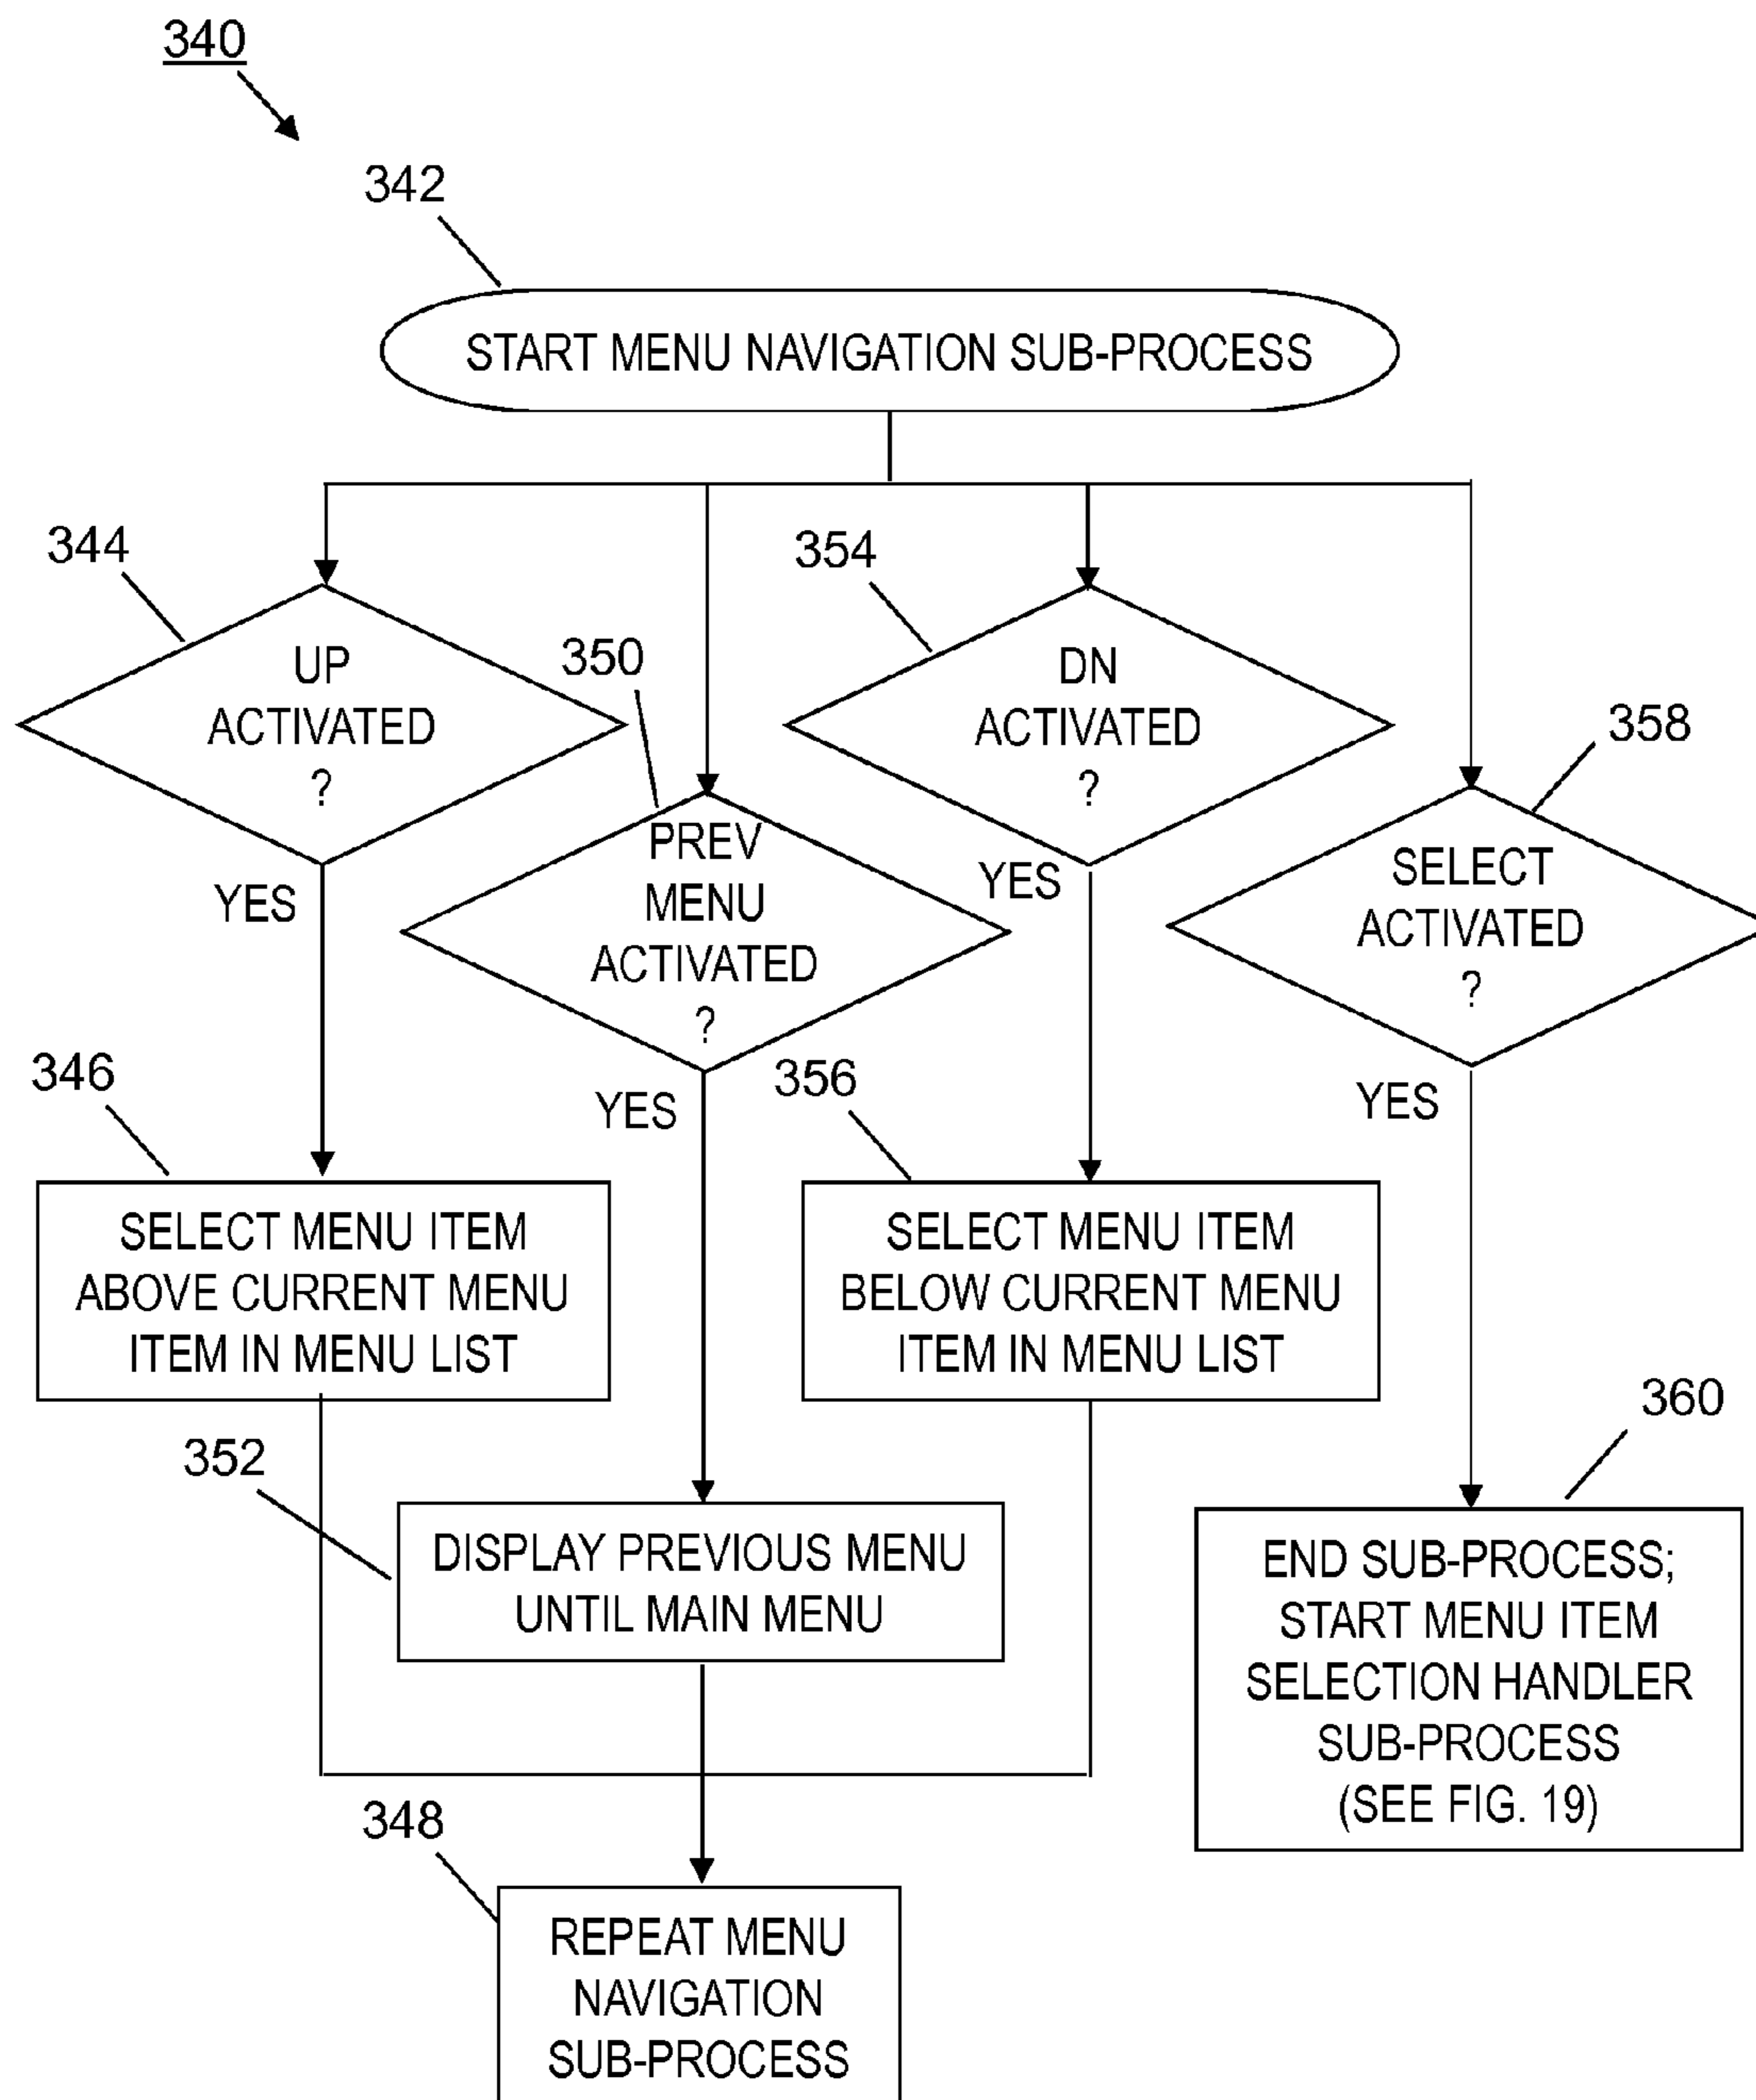 340
342
START MENU NAVIGATION SUB-PROCESS
344
UP
ACTIVATED
?
YES
350
PREV
MENU
ACTIVATED
?
YES
354
DN
ACTIVATED
?
YES
358
SELECT
ACTIVATED
?
YES
346
SELECT MENU ITEM
ABOVE CURRENT MENU
ITEM IN MENU LIST
356
SELECT MENU ITEM
BELOW CURRENT MENU
ITEM IN MENU LIST
352
DISPLAY PREVIOUS MENU
UNTIL MAIN MENU
360
END SUB-PROCESS;
START MENU ITEM
SELECTION HANDLER
SUB-PROCESS
(SEE FIG. 19)
348
REPEAT MENU
NAVIGATION
SUB-PROCESS